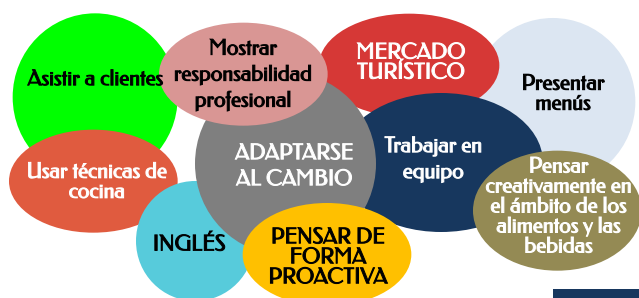 Asistir a clientes
Mostrar
responsabilidad
profesional
MERCADO
TURÍSTICO
Presentar
menús
Usar técnicas de
cocina
ADAPTARSE
AL CAMBIO
Trabajar en
equipo
Pensar
creativamente en
el ámbito de los
alimentos y las
bebidas
INGLÉS
PENSAR DE
FORMA
PROACTIVA